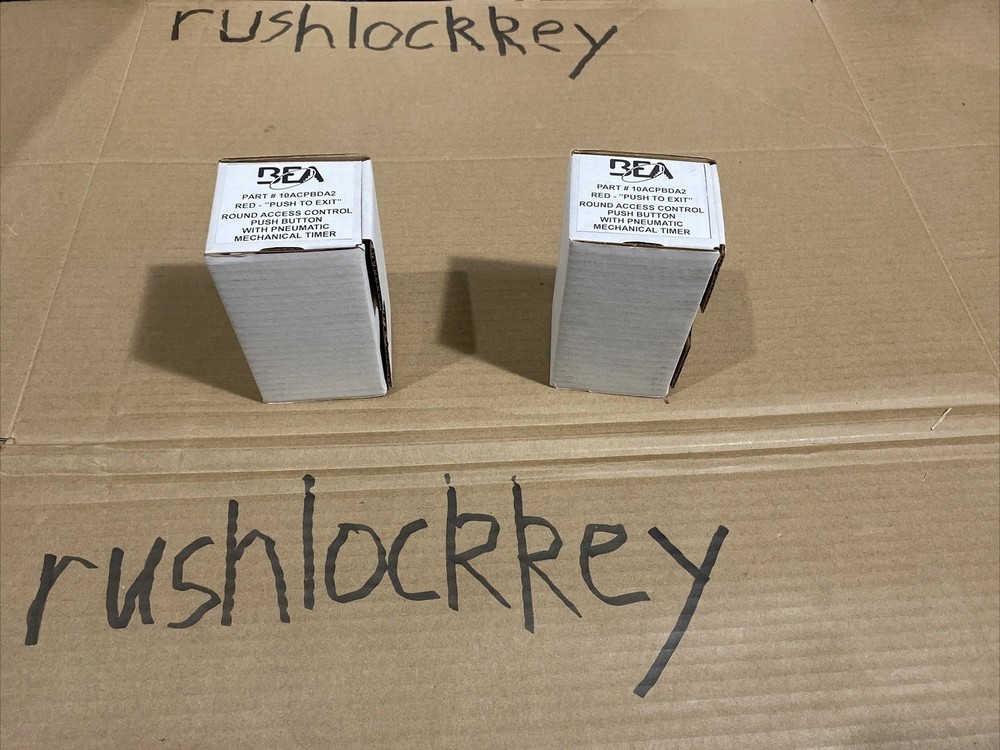 rushlockkey
BEA
PART # 10ACPBDA2
RED - "PUSH TO EXIT"
ROUND ACCESS CONTROL
PUSH BUTTON
WITH PNEUMATIC
MECHANICAL TIMER
BEA
PART # 10ACPBDA2
RED - "PUSH TO EXIT"
ROUND ACCESS CONTROL
PUSH BUTTON
WITH PNEUMATIC
MECHANICAL TIMER
rushlockkey